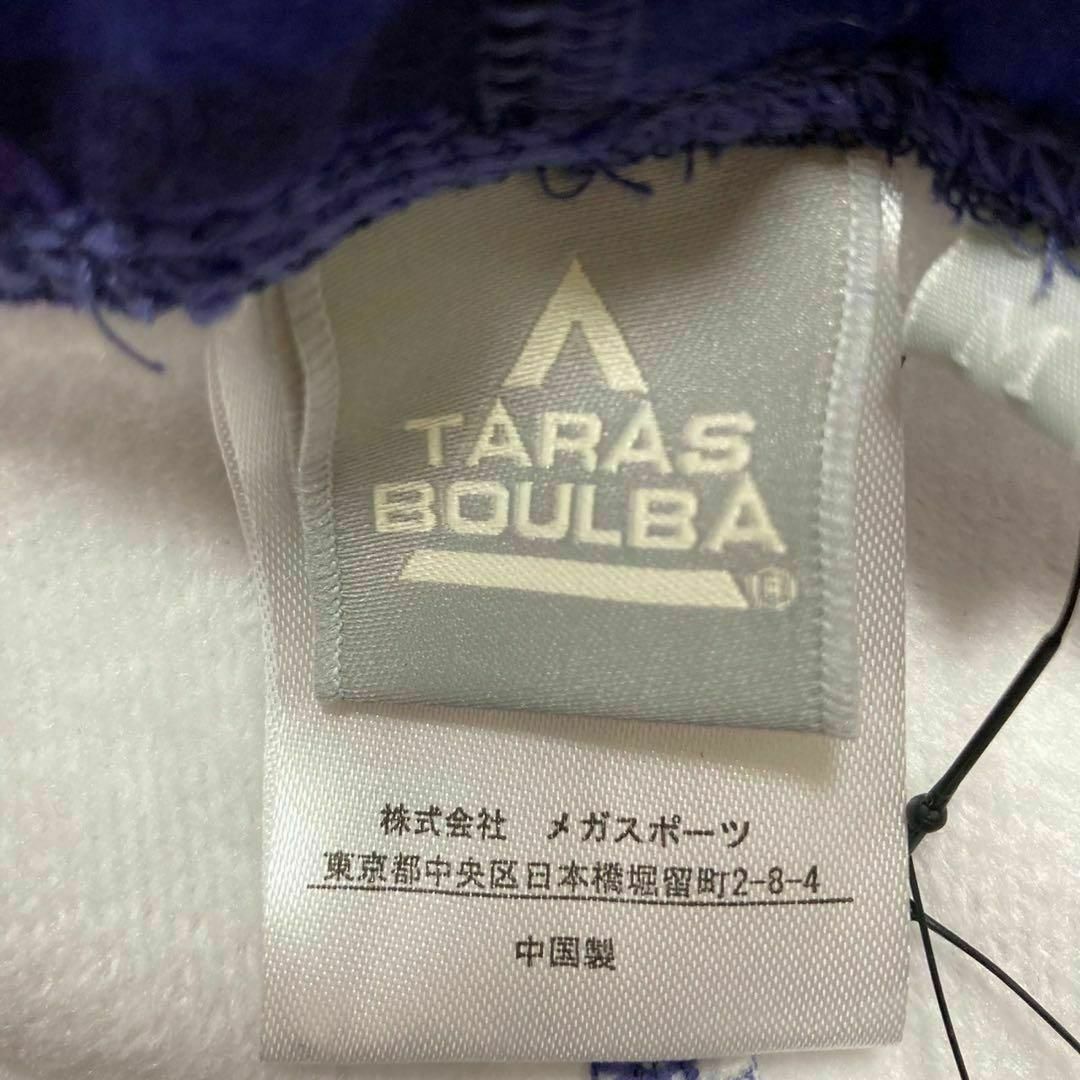 TARAS
BOULBA
®
株式会社 メガスポーツ
東京都中央区日本橋堀留町2-8-4
中国製